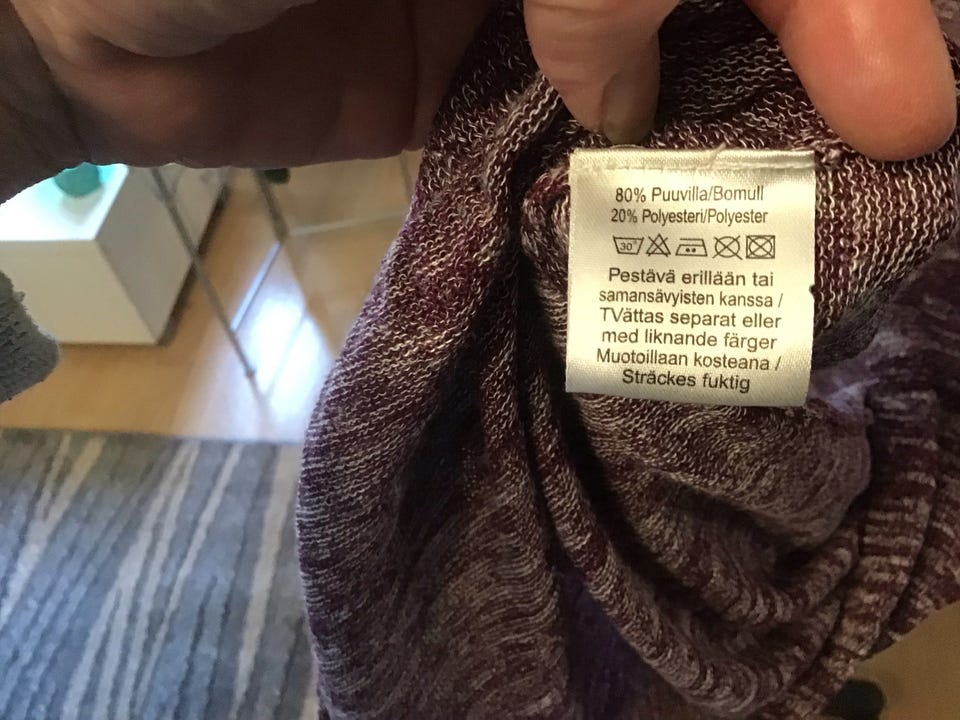 80% Puuvilla/Bomull
20% Polyesteri/Polyester
30°
Pestävä erillään tai
samansävyisten kanssa /
TVättas separat eller
med liknande färger
Muotoillaan kosteana /
Sträckes fuktig